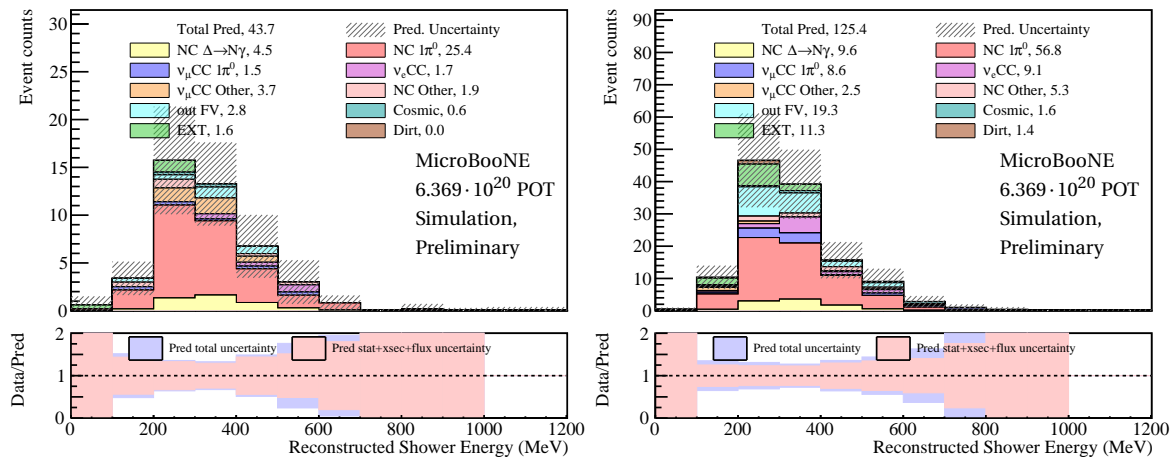 Event counts
30
25
20
15
10
5
0
Total Pred, 43.7
Pred. Uncertainty
NC Δ→Nγ, 4.5
NC 1π⁰, 25.4
ν_μCC 1π⁰, 1.5
ν_eCC, 1.7
ν_μCC Other, 3.7
NC Other, 1.9
out FV, 2.8
Cosmic, 0.6
EXT, 1.6
Dirt, 0.0
MicroBooNE
6.369·10²⁰ POT
Simulation,
Preliminary
Data/Pred
2
1
0
Pred total uncertainty
Pred stat+xsec+flux uncertainty
0 200 400 600 800 1000 1200
Reconstructed Shower Energy (MeV)
Event counts
90
80
70
60
50
40
30
20
10
0
Total Pred, 125.4
Pred. Uncertainty
NC Δ→Nγ, 9.6
NC 1π⁰, 56.8
ν_μCC 1π⁰, 8.6
ν_eCC, 9.1
ν_μCC Other, 2.5
NC Other, 5.3
out FV, 19.3
Cosmic, 1.6
EXT, 11.3
Dirt, 1.4
MicroBooNE
6.369·10²⁰ POT
Simulation,
Preliminary
Data/Pred
2
1
0
Pred total uncertainty
Pred stat+xsec+flux uncertainty
0 200 400 600 800 1000 1200
Reconstructed Shower Energy (MeV)